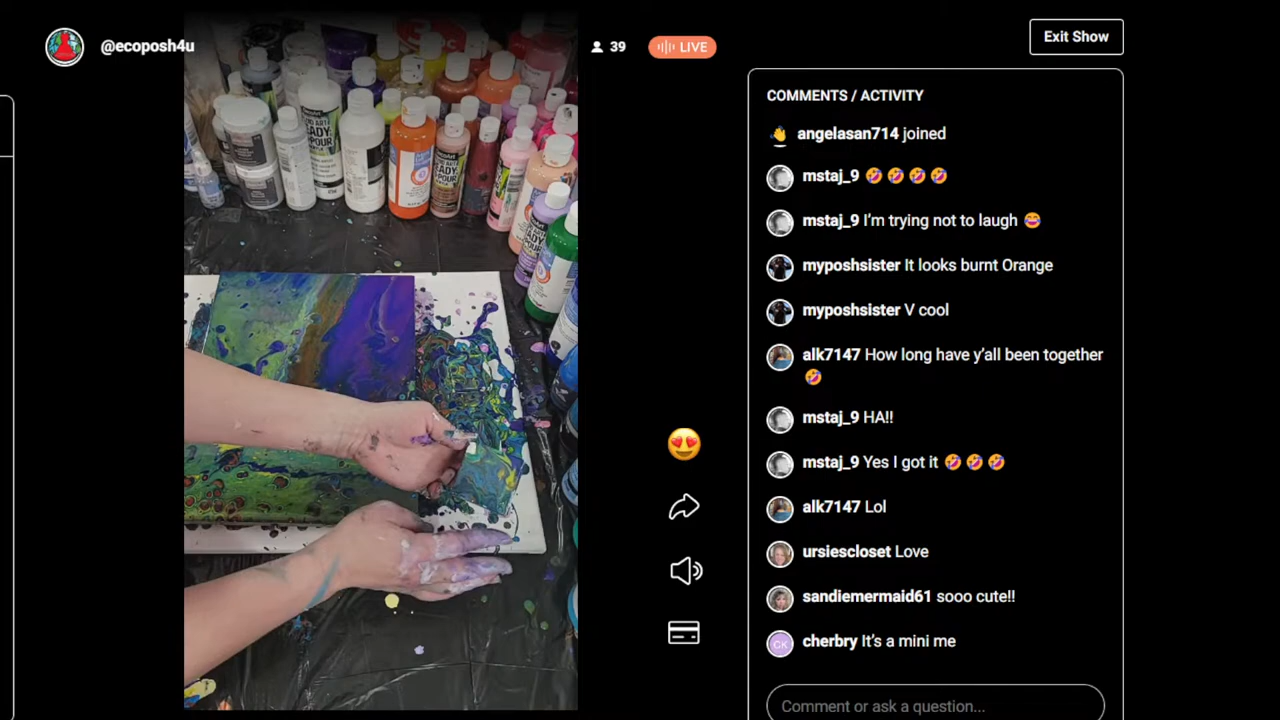 @ecoposh4u
39
LIVE
Exit Show
COMMENTS / ACTIVITY
angelasan714 joined
mstaj_9 🤣🤣🤣🤣
mstaj_9 I'm trying not to laugh 😂
myposhsister It looks burnt Orange
myposhsister V cool
alk7147 How long have y'all been together
🤣
mstaj_9 HA!!
mstaj_9 Yes I got it 🤣🤣🤣
alk7147 Lol
ursiescloset Love
sandiemermaid61 sooo cute!!
CK
cherbry It's a mini me
Comment or ask a question...